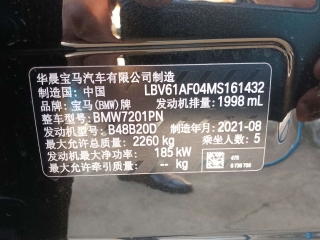 华晨宝马汽车有限公司制造
制造国: 中国 LBV61AF04MS161432
品牌: 宝马(BMW)牌 发动机排量: 1998 mL
整车型号: BMW7201PN
发动机型号: B48B20D 制造年月: 2021-08
最大允许总质量: 2260 kg 乘坐人数: 5
发动机最大净功率: 185 kW
最大允许牵引质量: -- kg
475